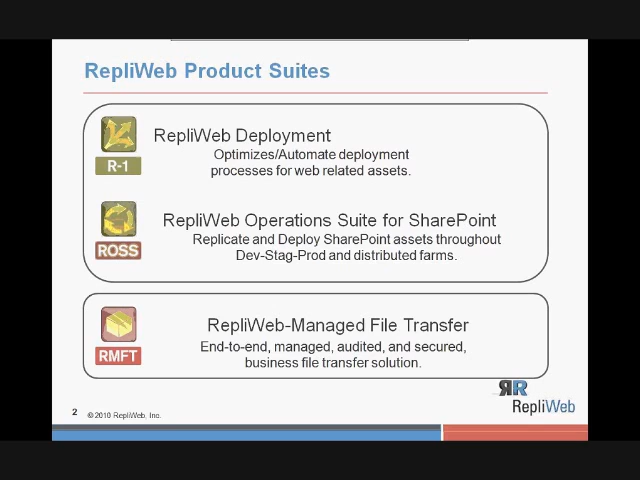 RepliWeb Product Suites
RepliWeb Deployment
R-1
Optimizes/Automate deployment
processes for web related assets.
RepliWeb Operations Suite for SharePoint
ROSS
Replicate and Deploy SharePoint assets throughout
Dev-Stag-Prod and distributed farms.
RepliWeb-Managed File Transfer
RMFT
End-to-end, managed, audited, and secured,
business file transfer solution.
RR
RepliWeb
2
© 2010 RepliWeb, Inc.